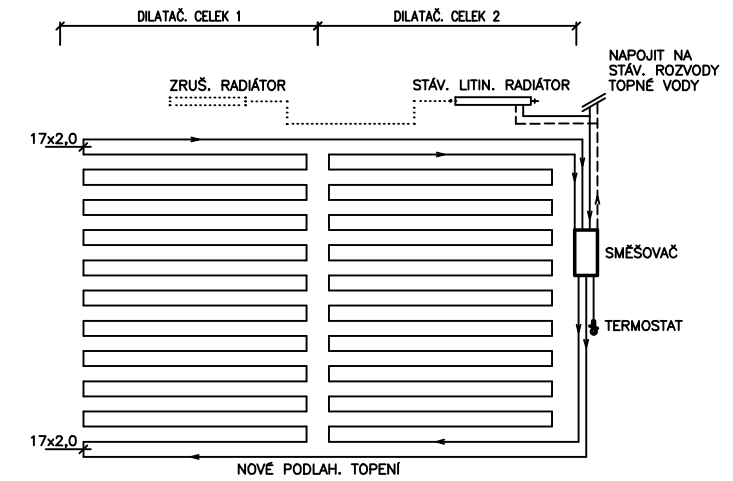 DILATAČ. CELEK 1
DILATAČ. CELEK 2
NAPOJIT NA
STÁV. ROZVODY
TOPNÉ VODY
ZRUŠ. RADIÁTOR
STÁV. LITIN. RADIÁTOR
17x2,0
SMĚŠOVAČ
TERMOSTAT
17x2,0
NOVÉ PODLAH. TOPENÍ